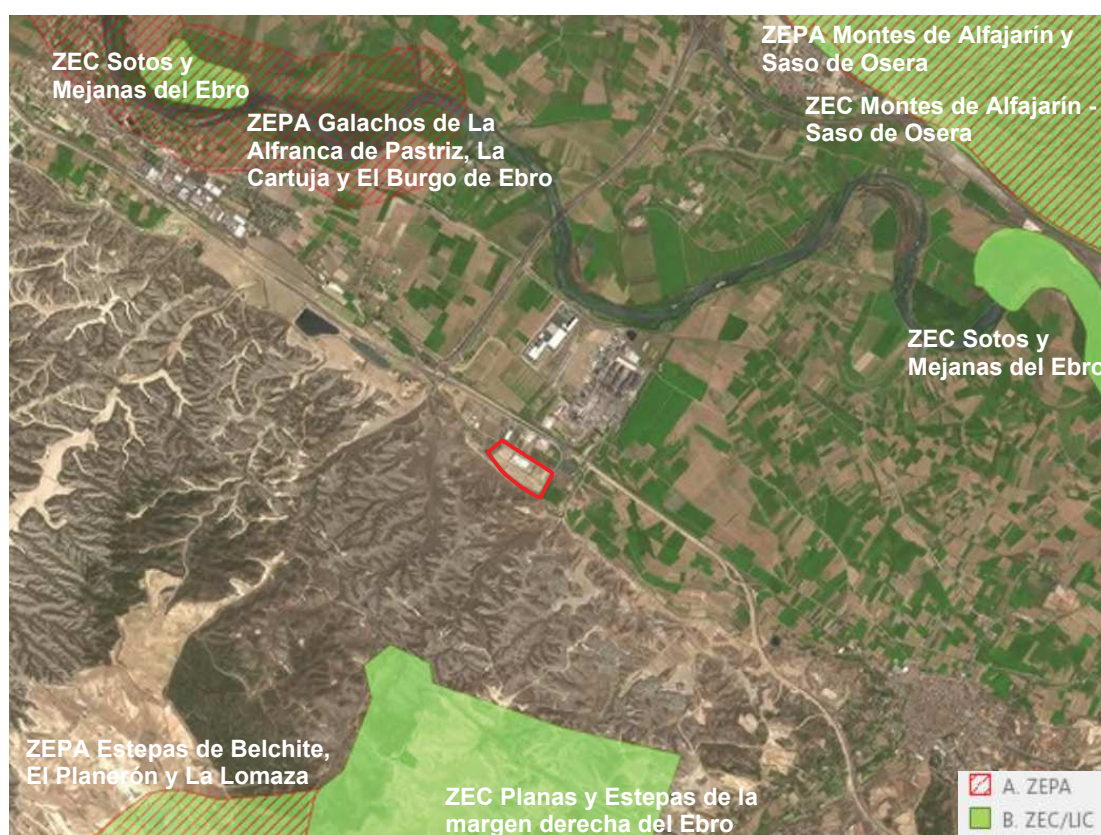 ZEC Sotos y
Mejanas del Ebro
ZEPA Galachos de La
Alfranca de Pastriz, La
Cartuja y El Burgo de Ebro
ZEPA Montes de Alfajarín y
Saso de Osera
ZEC Montes de Alfajarín -
Saso de Osera
ZEC Sotos y
Mejanas del Ebro
ZEPA Estepas de Belchite,
El Planerón y La Lomaza
ZEC Planas y Estepas de la
margen derecha del Ebro
A. ZEPA
B. ZEC/LIC